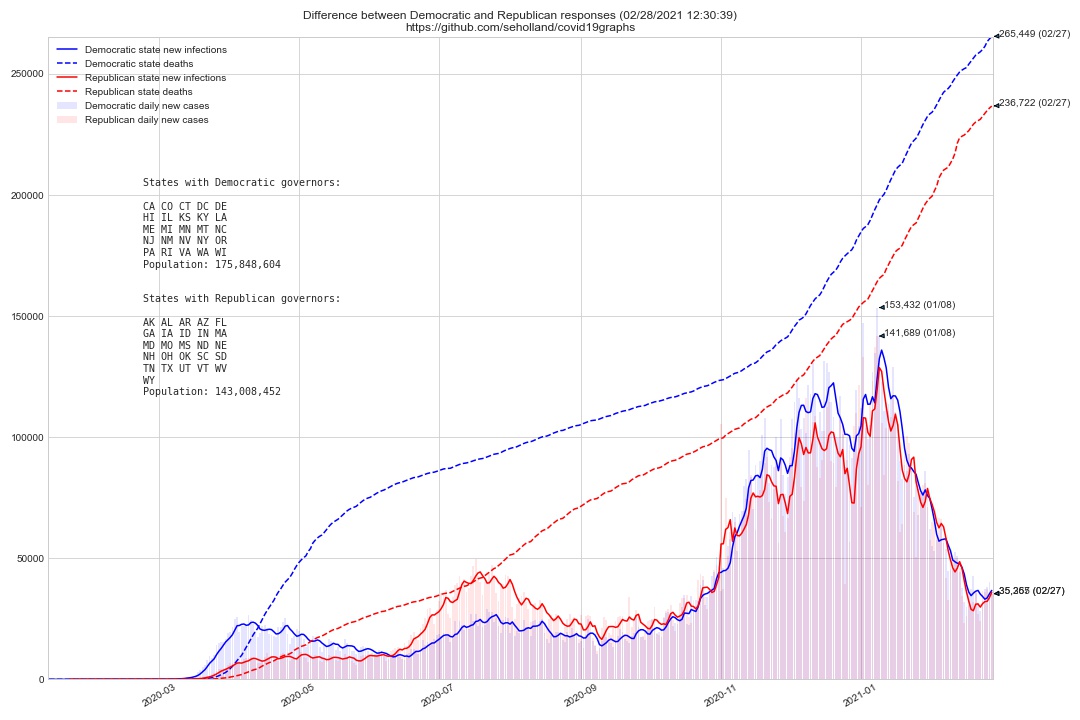 Difference between Democratic and Republican responses (02/28/2021 12:30:39)
https://github.com/seholland/covid19graphs
Democratic state new infections
Democratic state deaths
Republican state new infections
Republican state deaths
Democratic daily new cases
Republican daily new cases
States with Democratic governors:
CA CO CT DC DE
HI IL KS KY LA
ME MI MN MT NC
NJ NM NV NY OR
PA RI VA WA WI
Population: 175,848,604
States with Republican governors:
AK AL AR AZ FL
GA IA ID IN MA
MD MO MS ND NE
NH OH OK SC SD
TN TX UT VT WV
WY
Population: 143,008,452
265,449 (02/27)
236,722 (02/27)
153,432 (01/08)
141,689 (01/08)
(02/27)
250000
200000
150000
100000
50000
0
2020-03
2020-05
2020-07
2020-09
2020-11
2021-01